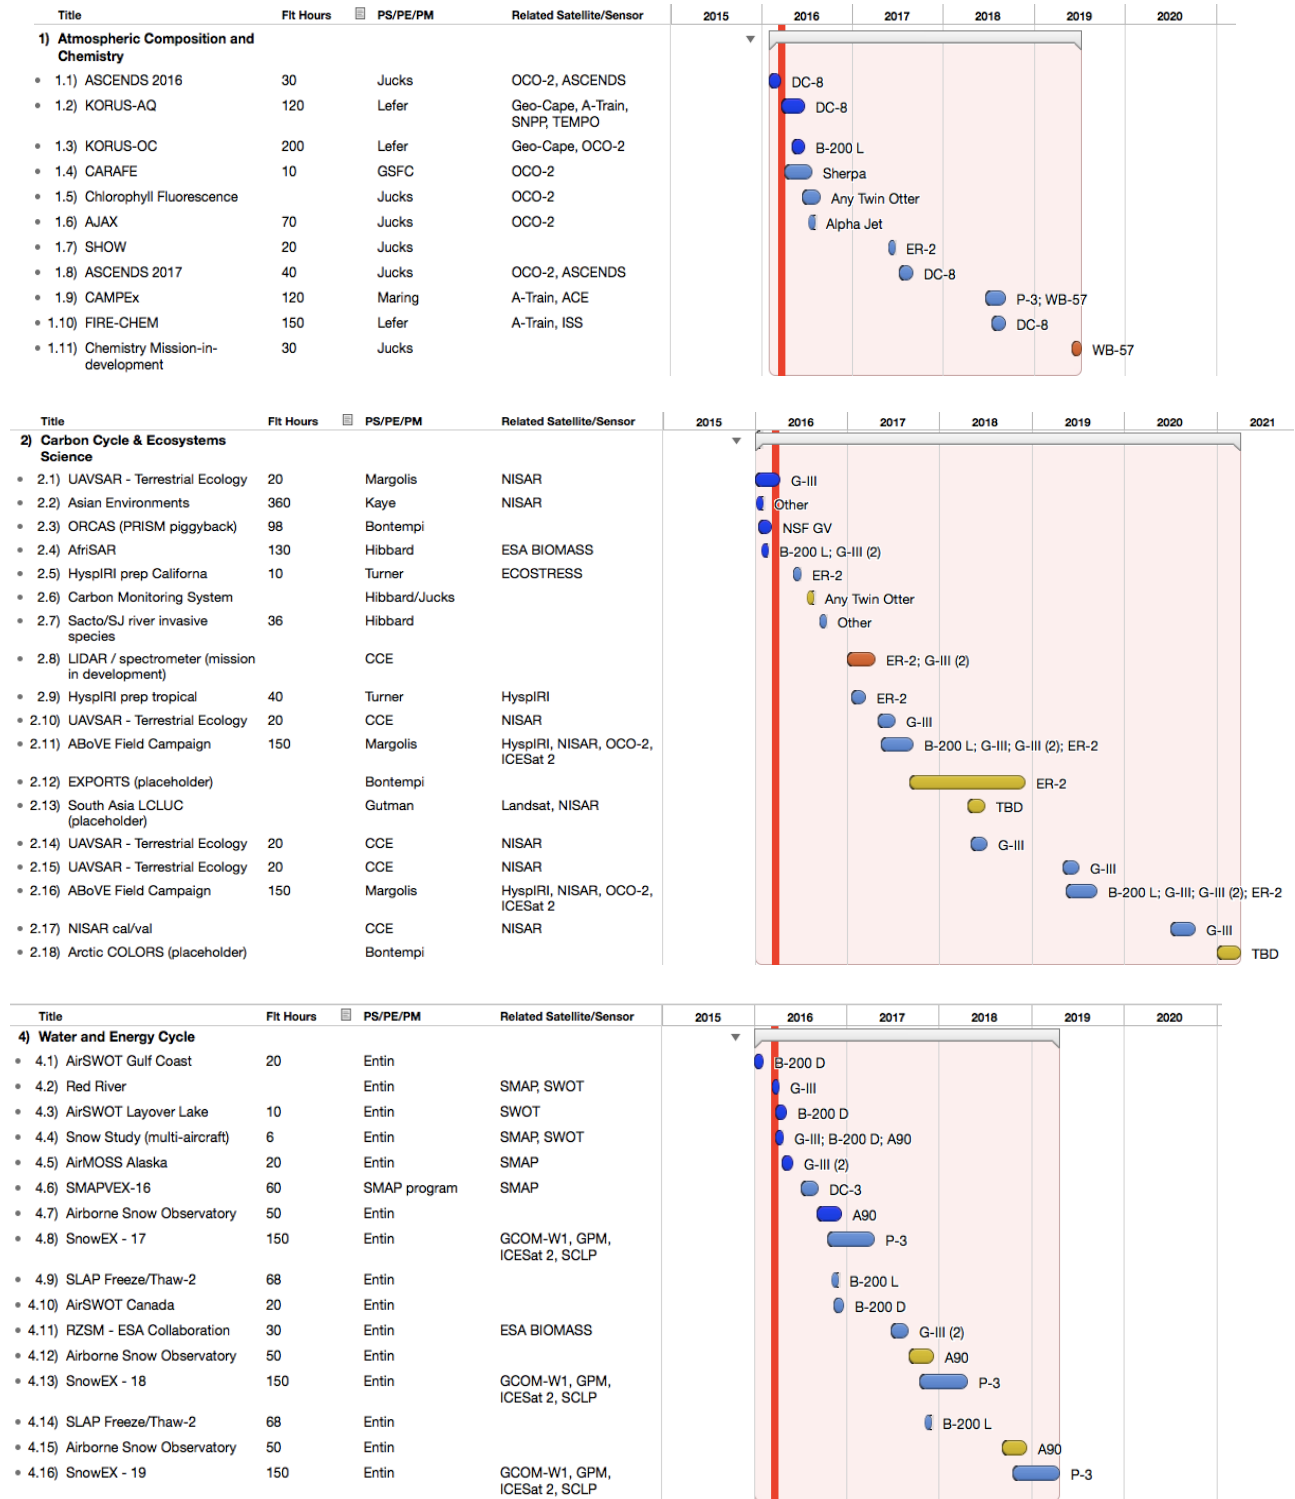 Title Flt Hours PS/PE/PM Related Satellite/Sensor 2015 2016 2017 2018 2019 2020
1) Atmospheric Composition and
Chemistry
1.1) ASCENDS 2016 30 Jucks OCO-2, ASCENDS DC-8
1.2) KORUS-AQ 120 Lefer Geo-Cape, A-Train, DC-8
SNPP, TEMPO
1.3) KORUS-OC 200 Lefer Geo-Cape, OCO-2 B-200 L
1.4) CARAFE 10 GSFC OCO-2 Sherpa
1.5) Chlorophyll Fluorescence Jucks OCO-2 Any Twin Otter
1.6) AJAX 70 Jucks OCO-2 Alpha Jet
1.7) SHOW 20 Jucks ER-2
1.8) ASCENDS 2017 40 Jucks OCO-2, ASCENDS DC-8
1.9) CAMPEx 120 Maring A-Train, ACE P-3; WB-57
1.10) FIRE-CHEM 150 Lefer A-Train, ISS DC-8
1.11) Chemistry Mission-in- 30 Jucks WB-57
development
Title Flt Hours PS/PE/PM Related Satellite/Sensor 2015 2016 2017 2018 2019 2020 2021
2) Carbon Cycle & Ecosystems
Science
2.1) UAVSAR - Terrestrial Ecology 20 Margolis NISAR G-III
2.2) Asian Environments 360 Kaye NISAR Other
2.3) ORCAS (PRISM piggyback) 98 Bontempi NSF GV
2.4) AfriSAR 130 Hibbard ESA BIOMASS B-200 L; G-III (2)
2.5) HyspIRI prep Californa 10 Turner ECOSTRESS ER-2
2.6) Carbon Monitoring System Hibbard/Jucks Any Twin Otter
2.7) Sacto/SJ river invasive 36 Hibbard Other
species
2.8) LIDAR / spectrometer (mission CCE ER-2; G-III (2)
in development)
2.9) HyspIRI prep tropical 40 Turner HyspIRI ER-2
2.10) UAVSAR - Terrestrial Ecology 20 CCE NISAR G-III
2.11) ABoVE Field Campaign 150 Margolis HyspIRI, NISAR, OCO-2, B-200 L; G-III; G-III (2); ER-2
ICESat 2
2.12) EXPORTS (placeholder) Bontempi ER-2
2.13) South Asia LCLUC Gutman Landsat, NISAR TBD
(placeholder)
2.14) UAVSAR - Terrestrial Ecology 20 CCE NISAR G-III
2.15) UAVSAR - Terrestrial Ecology 20 CCE NISAR G-III
2.16) ABoVE Field Campaign 150 Margolis HyspIRI, NISAR, OCO-2, B-200 L; G-III; G-III (2); ER-2
ICESat 2
2.17) NISAR cal/val CCE NISAR G-III
2.18) Arctic COLORS (placeholder) Bontempi TBD
Title Flt Hours PS/PE/PM Related Satellite/Sensor 2015 2016 2017 2018 2019 2020
4) Water and Energy Cycle
4.1) AirSWOT Gulf Coast 20 Entin B-200 D
4.2) Red River Entin SMAP, SWOT G-III
4.3) AirSWOT Layover Lake 10 Entin SWOT B-200 D
4.4) Snow Study (multi-aircraft) 6 Entin SMAP, SWOT G-III; B-200 D; A90
4.5) AirMOSS Alaska 20 Entin SMAP G-III (2)
4.6) SMAPVEX-16 60 SMAP program SMAP DC-3
4.7) Airborne Snow Observatory 50 Entin A90
4.8) SnowEX - 17 150 Entin GCOM-W1, GPM, P-3
ICESat 2, SCLP
4.9) SLAP Freeze/Thaw-2 68 Entin B-200 L
4.10) AirSWOT Canada 20 Entin B-200 D
4.11) RZSM - ESA Collaboration 30 Entin ESA BIOMASS G-III (2)
4.12) Airborne Snow Observatory 50 Entin A90
4.13) SnowEX - 18 150 Entin GCOM-W1, GPM, P-3
ICESat 2, SCLP
4.14) SLAP Freeze/Thaw-2 68 Entin B-200 L
4.15) Airborne Snow Observatory 50 Entin A90
4.16) SnowEX - 19 150 Entin GCOM-W1, GPM, P-3
ICESat 2, SCLP